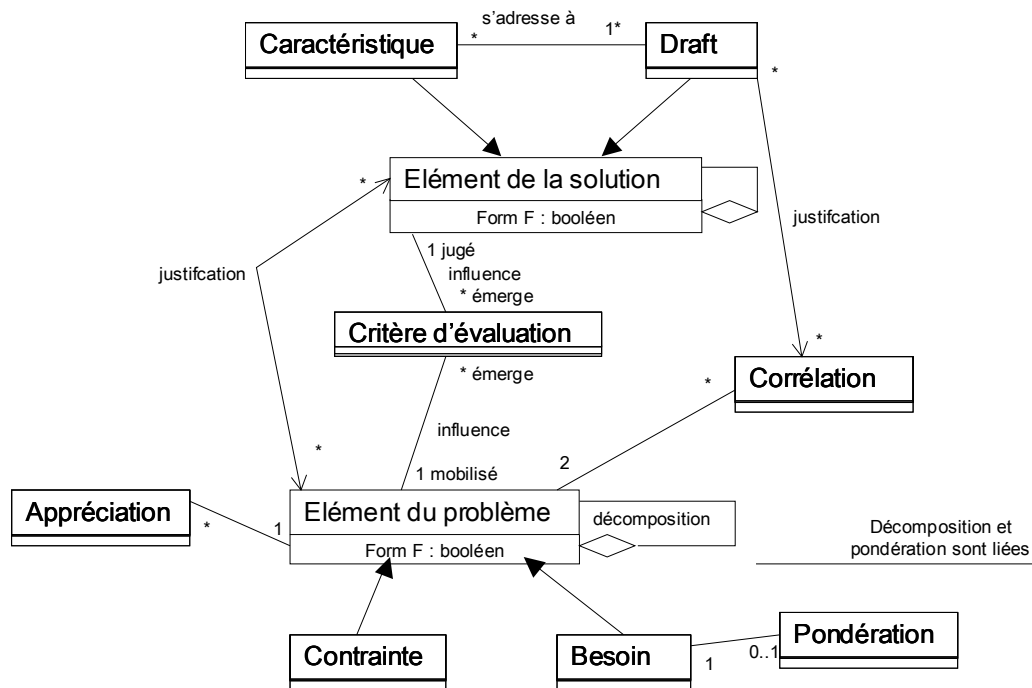 s’adresse à
Caractéristique
*
1*
Draft
*
Elément de la solution
Form F : booléen
*
justifcation
justifcation
1 jugé
influence
* émerge
Critère d’évaluation
* émerge
*
*
Corrélation
influence
*
2
1 mobilisé
Appréciation
*
1
Elément du problème
Form F : booléen
décomposition
Décomposition et
pondération sont liées
Contrainte
Besoin
1
0..1
Pondération